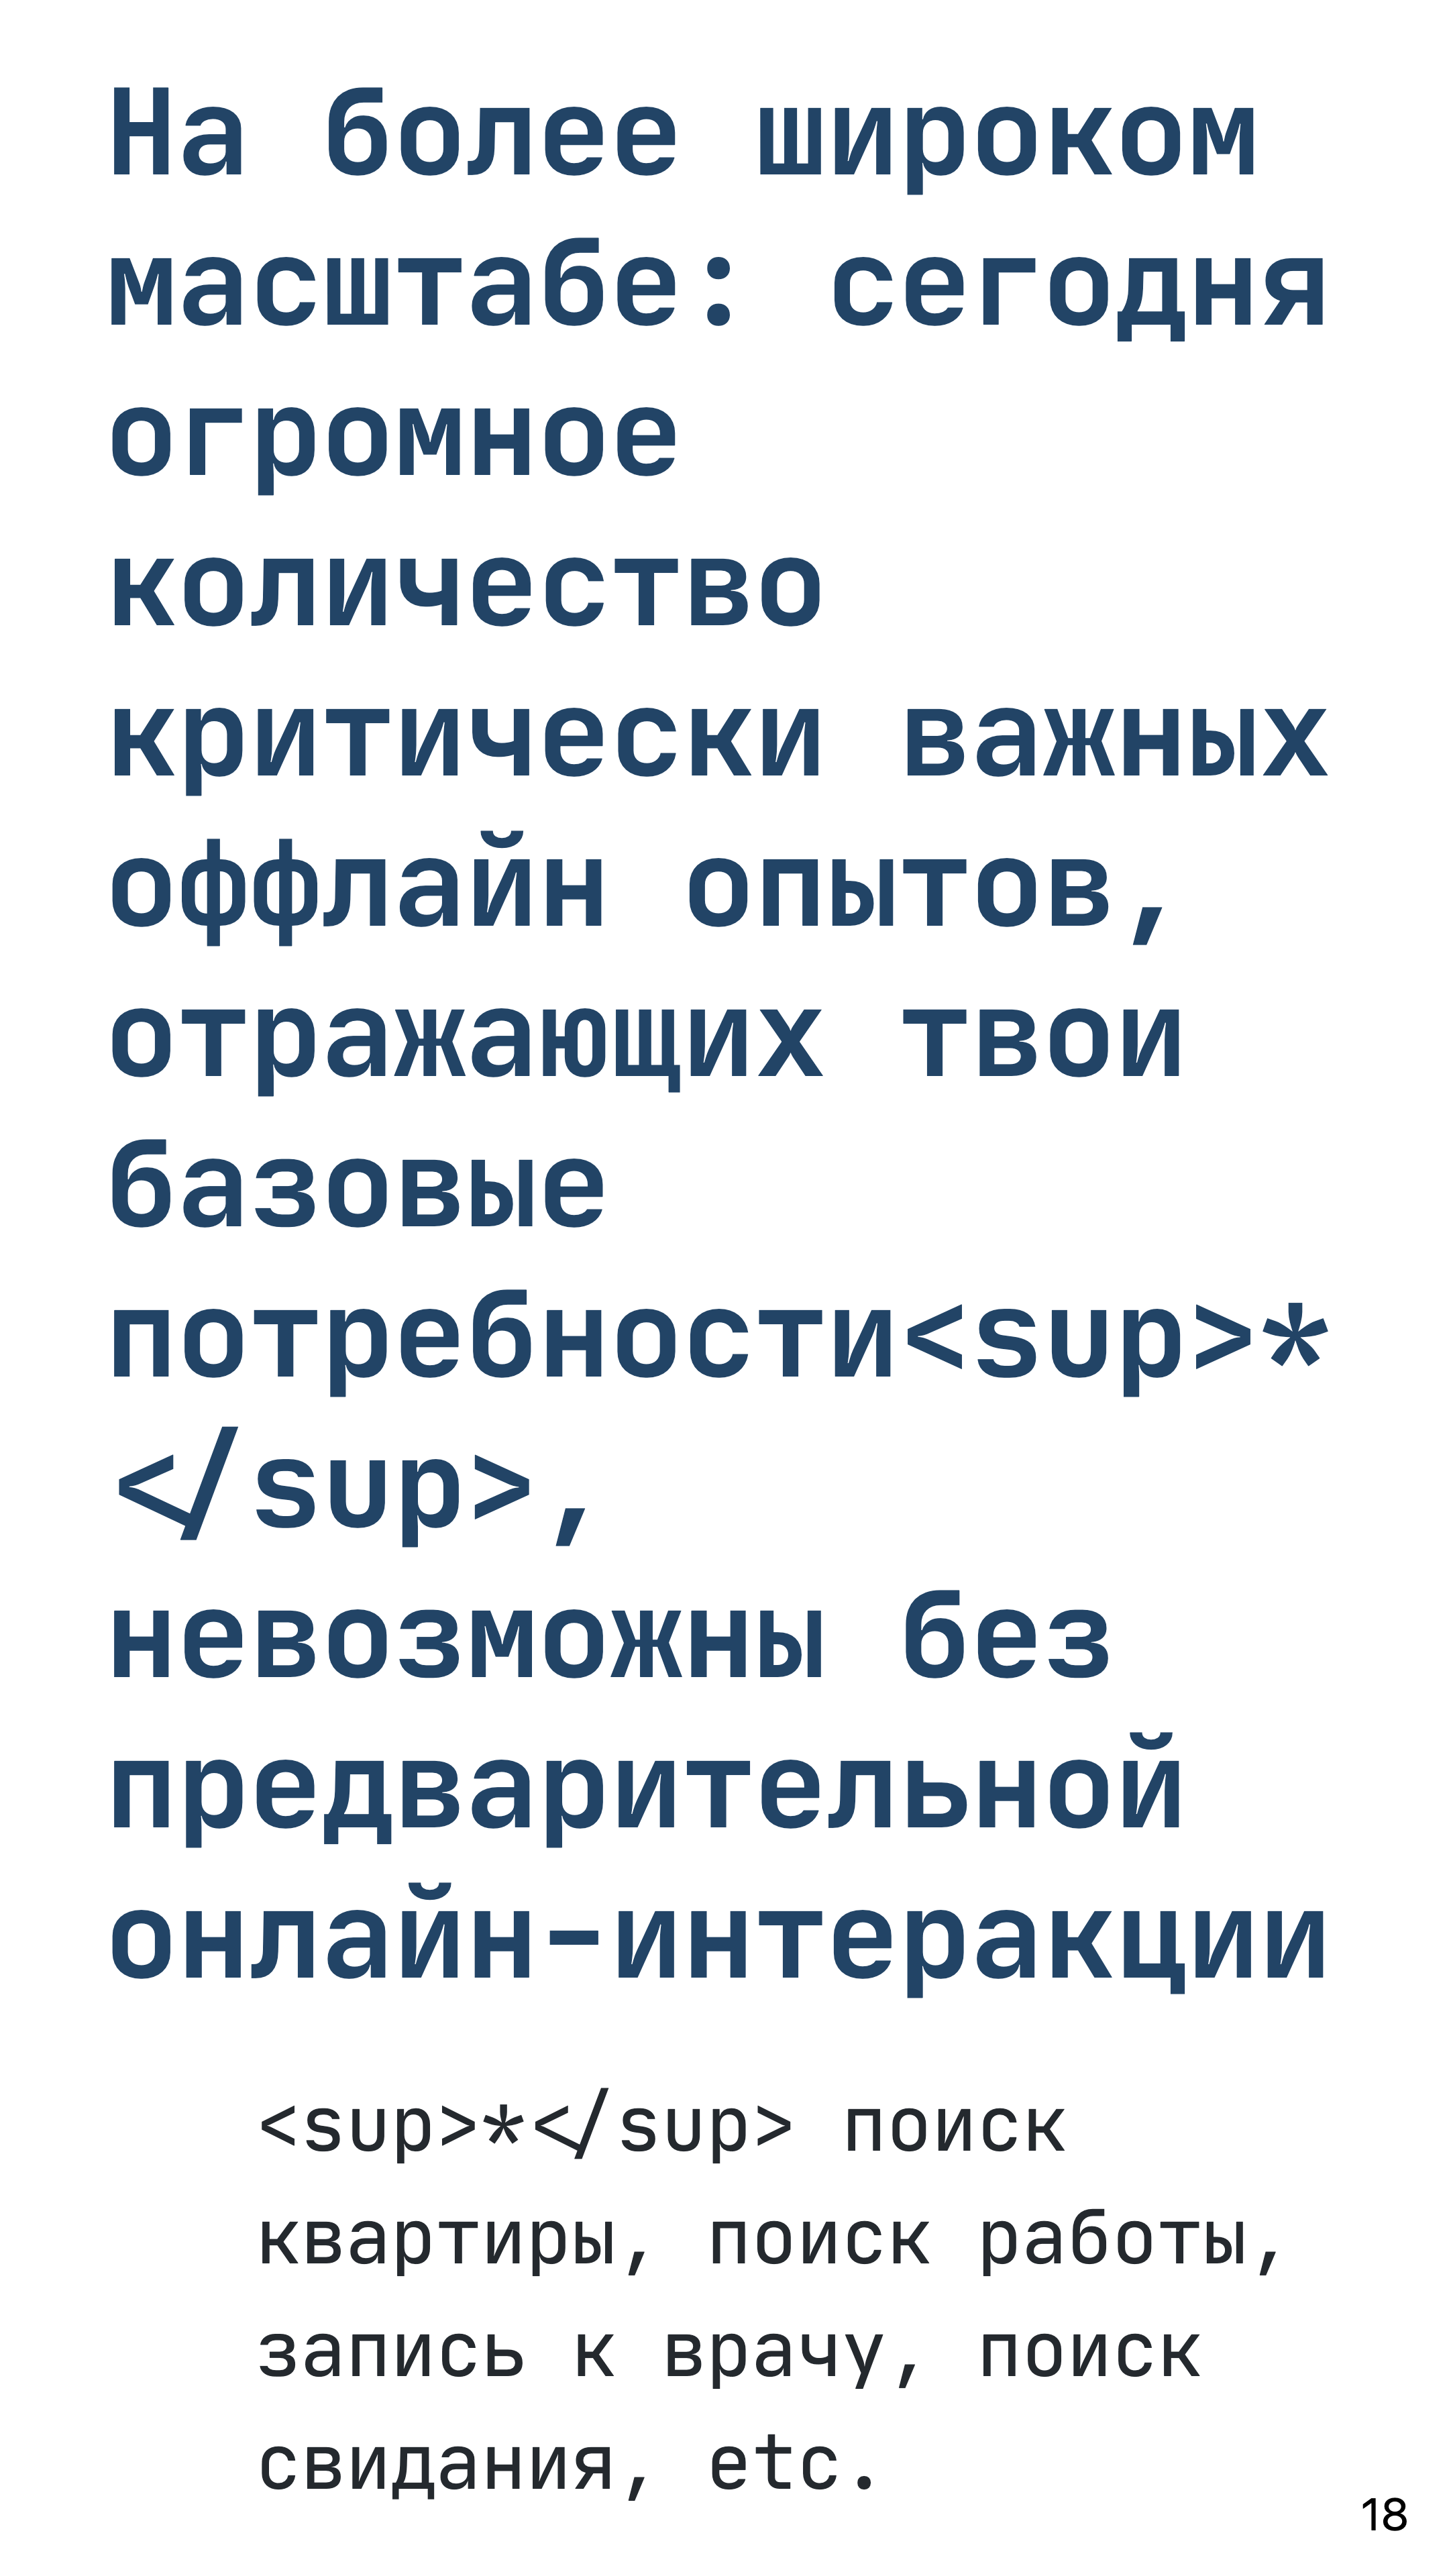 На более широком
масштабе: сегодня
огромное
количество
критически важных
оффлайн опытов,
отражающих твои
базовые
потребности<sup>*
</sup>,
невозможны без
предварительной
онлайн-интеракции
<sup>*</sup> поиск
квартиры, поиск работы,
запись к врачу, поиск
свидания, etc.
18